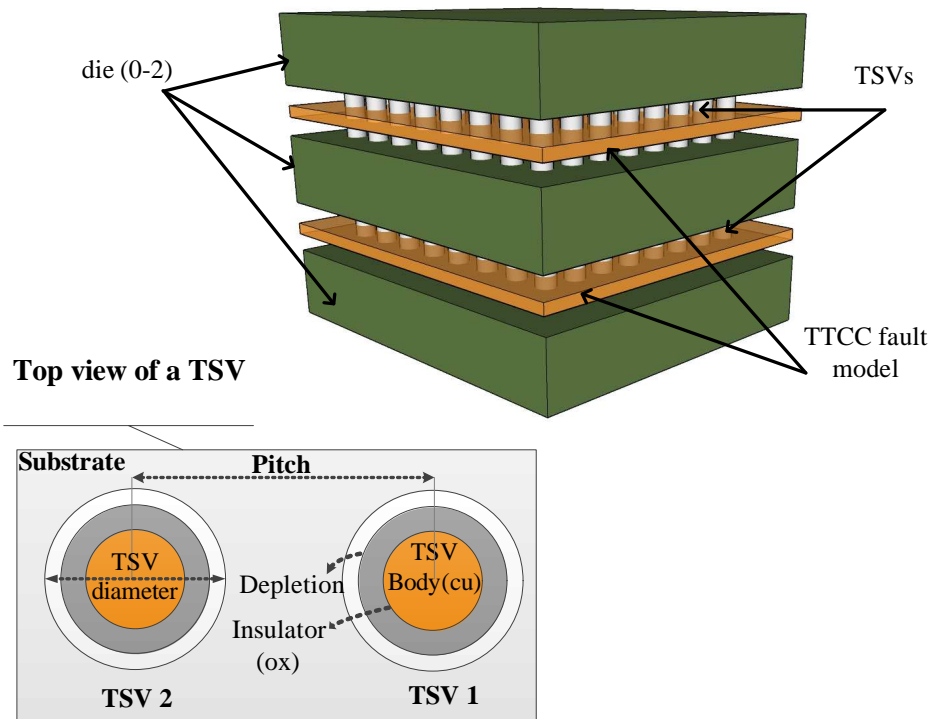 die (0-2)
TSVs
TTCC fault
model
Top view of a TSV
Substrate
Pitch
TSV
diameter
TSV
Body(cu)
Depletion
Insulator
(ox)
TSV 2
TSV 1